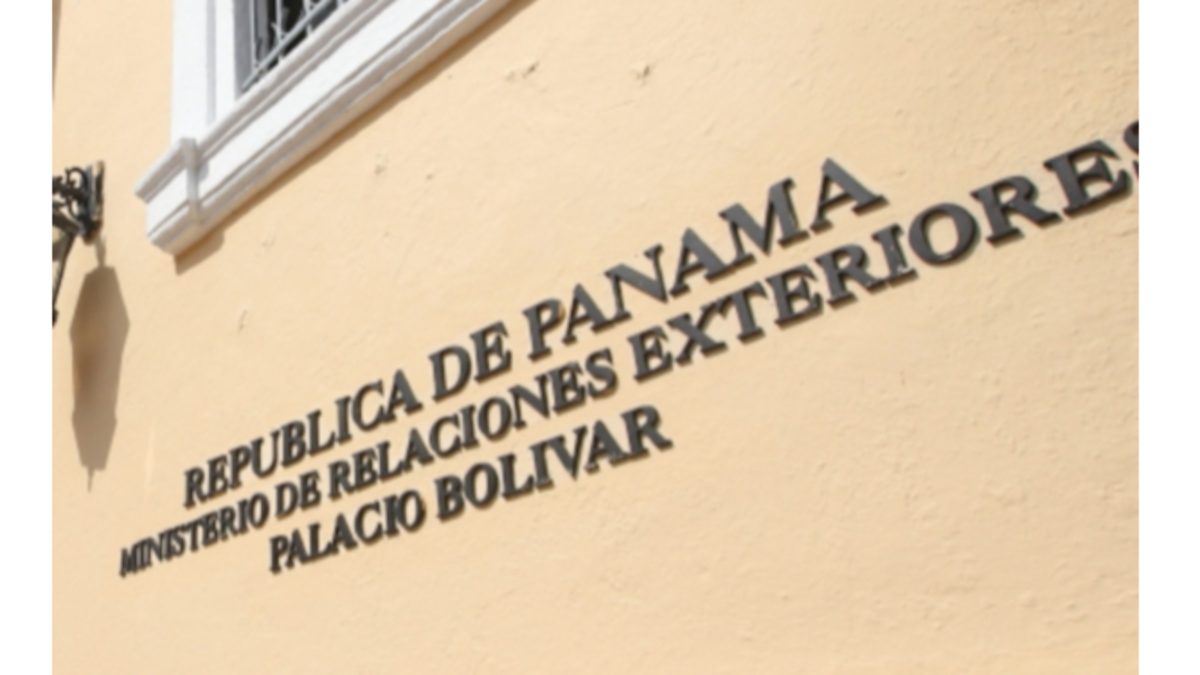 REPUBLICA DE PANAMA
MINISTERIO DE RELACIONES EXTERIORES
PALACIO BOLIVAR